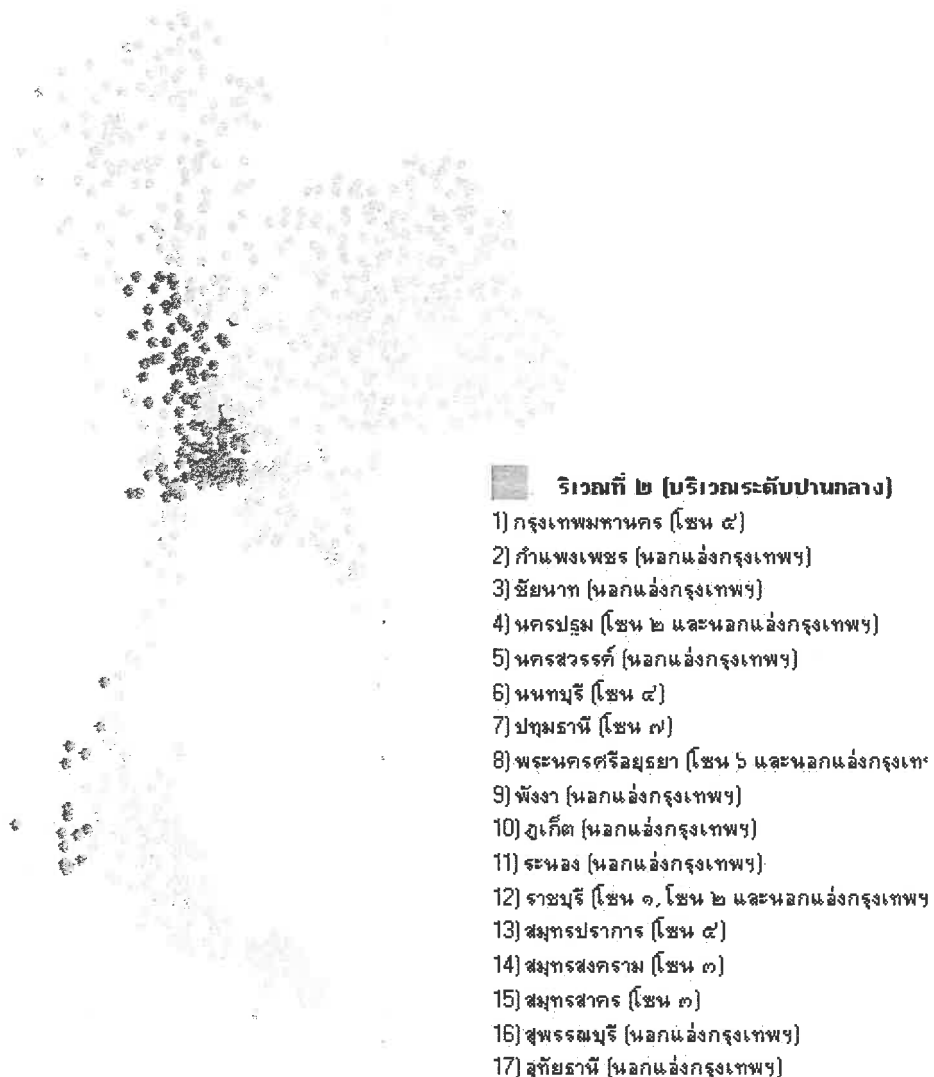 ริเวณที่ ๒ (บริเวณระดับปานกลาง)
1) กรุงเทพมหานคร (โซน ๕)
2) กำแพงเพชร (นอกแอ่งกรุงเทพฯ)
3) ชัยนาท (นอกแอ่งกรุงเทพฯ)
4) นครปฐม (โซน ๒ และนอกแอ่งกรุงเทพฯ)
5) นครสวรรค์ (นอกแอ่งกรุงเทพฯ)
6) นนทบุรี (โซน ๔)
7) ปทุมธานี (โซน ๗)
8) พระนครศรีอยุธยา (โซน ๖ และนอกแอ่งกรุงเทพ
9) พังงา (นอกแอ่งกรุงเทพฯ)
10) ภูเก็ต (นอกแอ่งกรุงเทพฯ)
11) ระนอง (นอกแอ่งกรุงเทพฯ)
12) ราชบุรี (โซน ๑, โซน ๒ และนอกแอ่งกรุงเทพฯ
13) สมุทรปราการ (โซน ๕)
14) สมุทรสงคราม (โซน ๓)
15) สมุทรสาคร (โซน ๓)
16) สุพรรณบุรี (นอกแอ่งกรุงเทพฯ)
17) อุทัยธานี (นอกแอ่งกรุงเทพฯ)